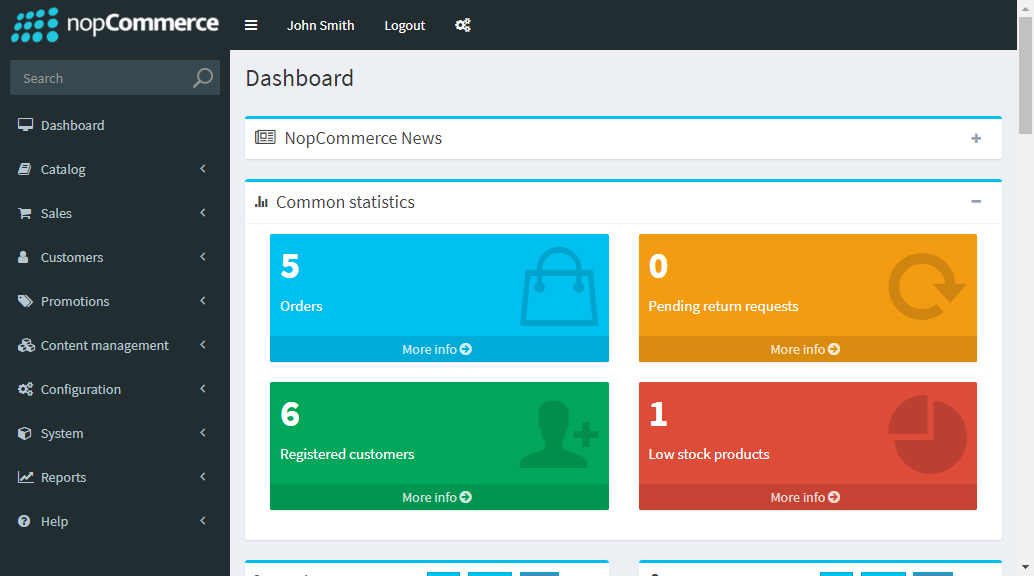 nopCommerce
John Smith Logout
Search
Dashboard
Catalog
Sales
Customers
Promotions
Content management
Configuration
System
Reports
Help
Dashboard
NopCommerce News
Common statistics
5
Orders
More info
0
Pending return requests
More info
6
Registered customers
More info
1
Low stock products
More info